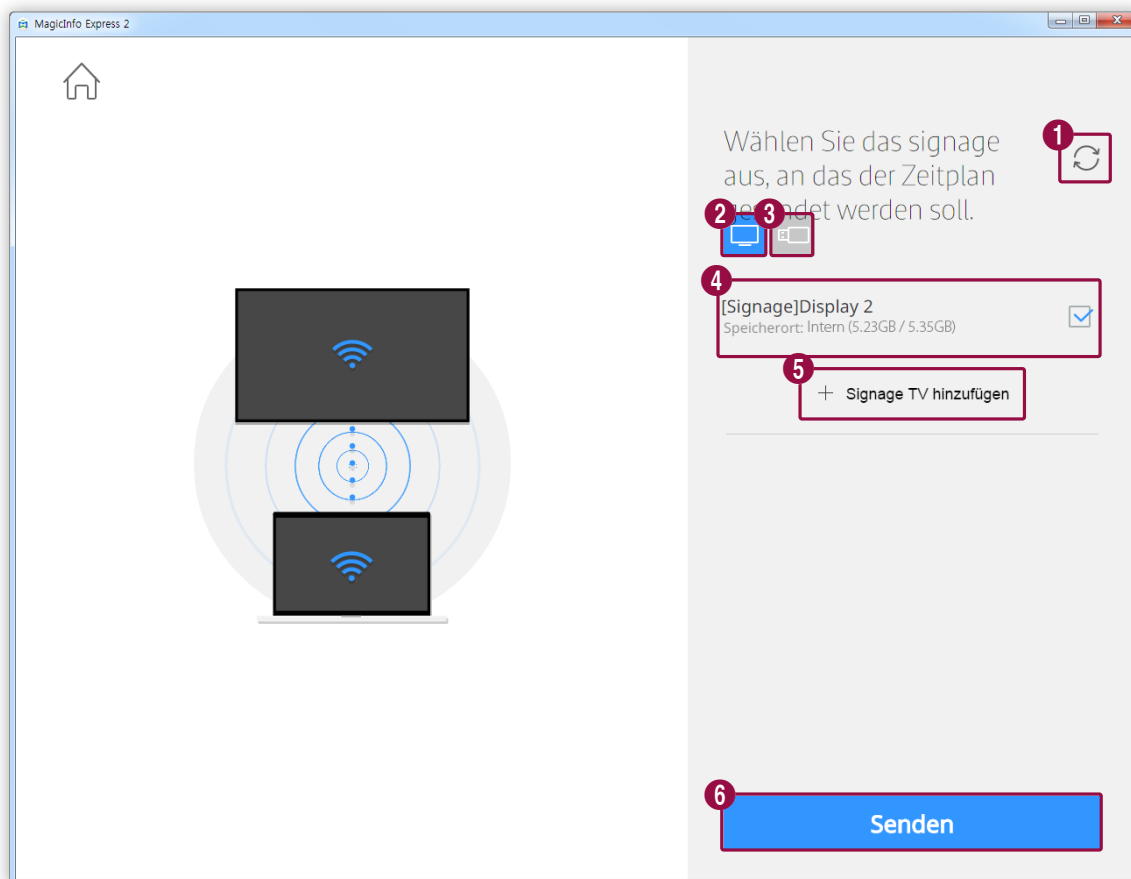 MagicInfo Express 2
1
Wählen Sie das signage
aus, an das der Zeitplan
gesendet werden soll.
2
3
4
[Signage]Display 2
Speicherort: Intern (5.23GB / 5.35GB)
5
+ Signage TV hinzufügen
6
Senden